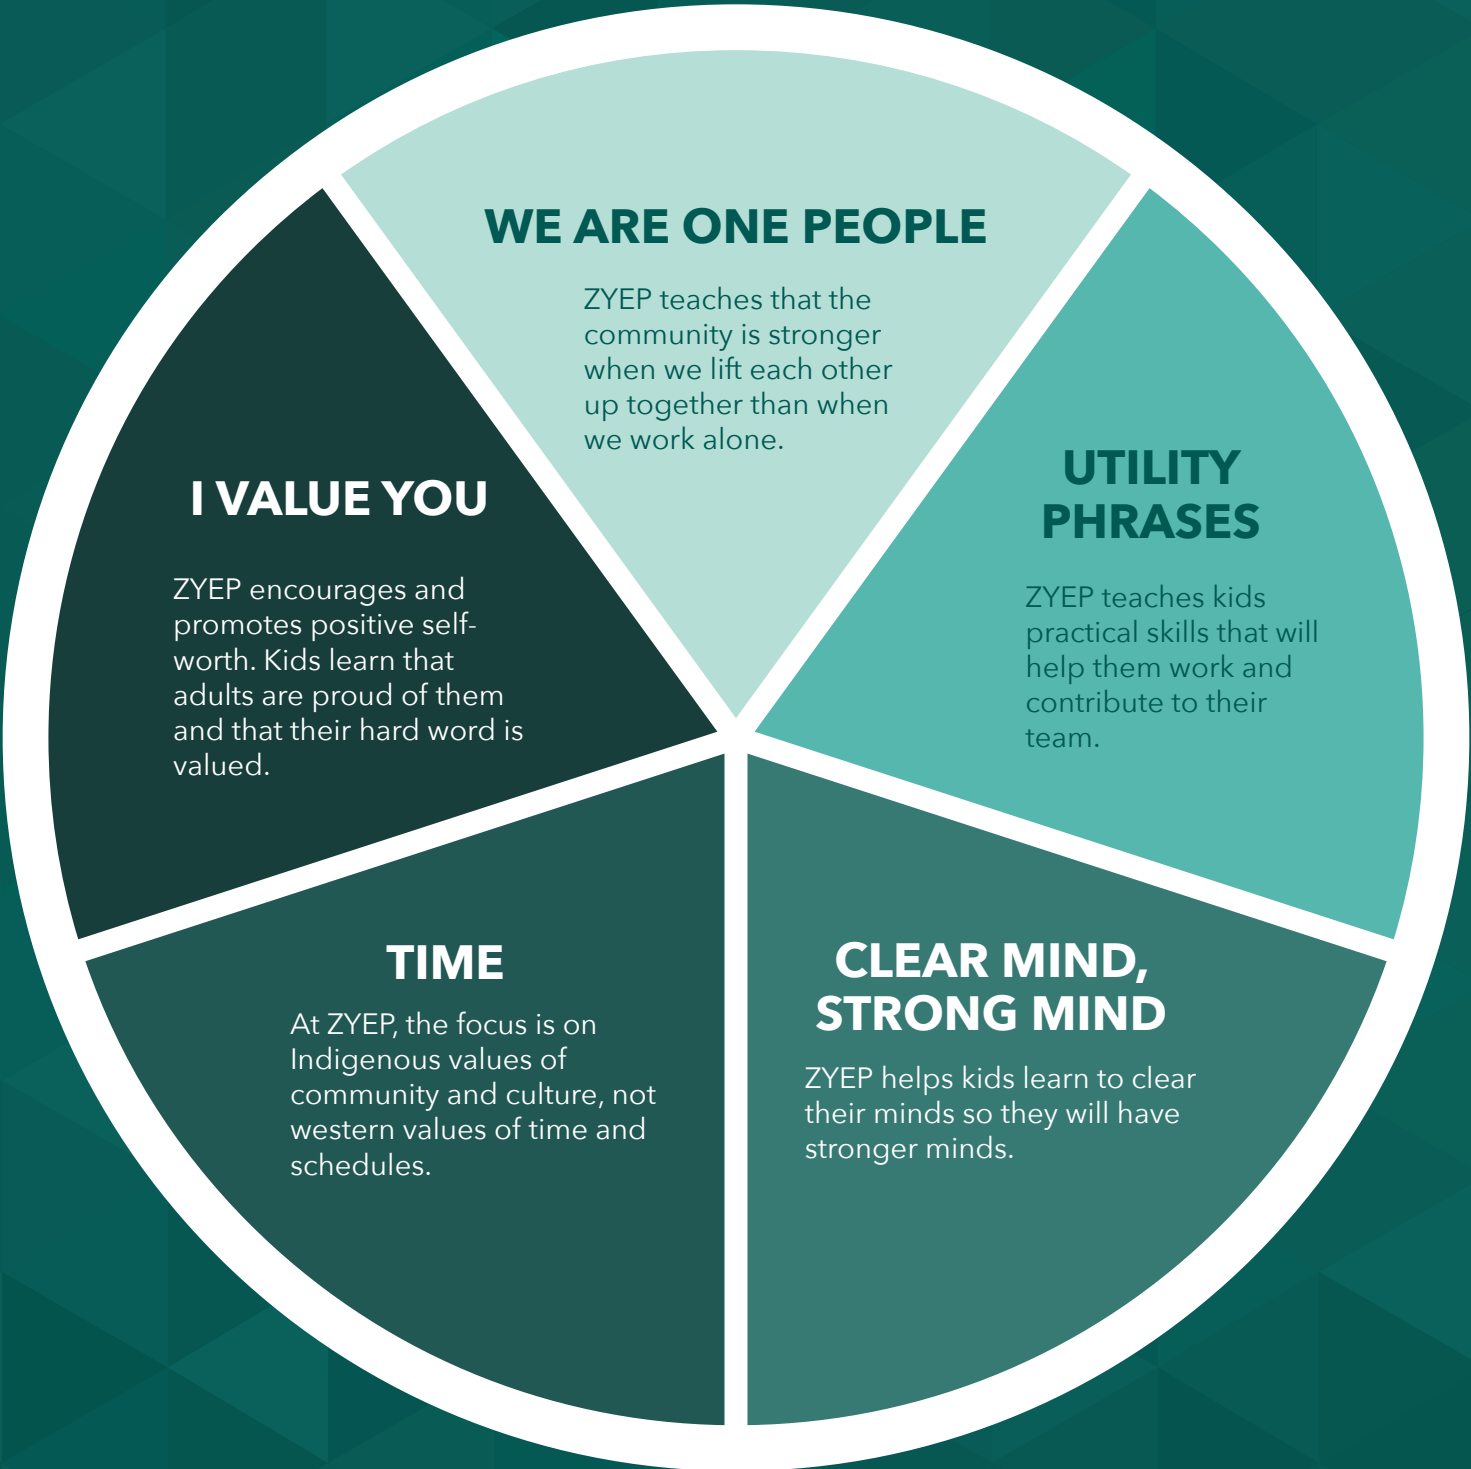 WE ARE ONE PEOPLE
ZYEP teaches that the
community is stronger
when we lift each other
up together than when
we work alone.
UTILITY
PHRASES
ZYEP teaches kids
practical skills that will
help them work and
contribute to their
team.
CLEAR MIND,
STRONG MIND
ZYEP helps kids learn to clear
their minds so they will have
stronger minds.
TIME
At ZYEP, the focus is on
Indigenous values of
community and culture, not
western values of time and
schedules.
I VALUE YOU
ZYEP encourages and
promotes positive self-
worth. Kids learn that
adults are proud of them
and that their hard word is
valued.